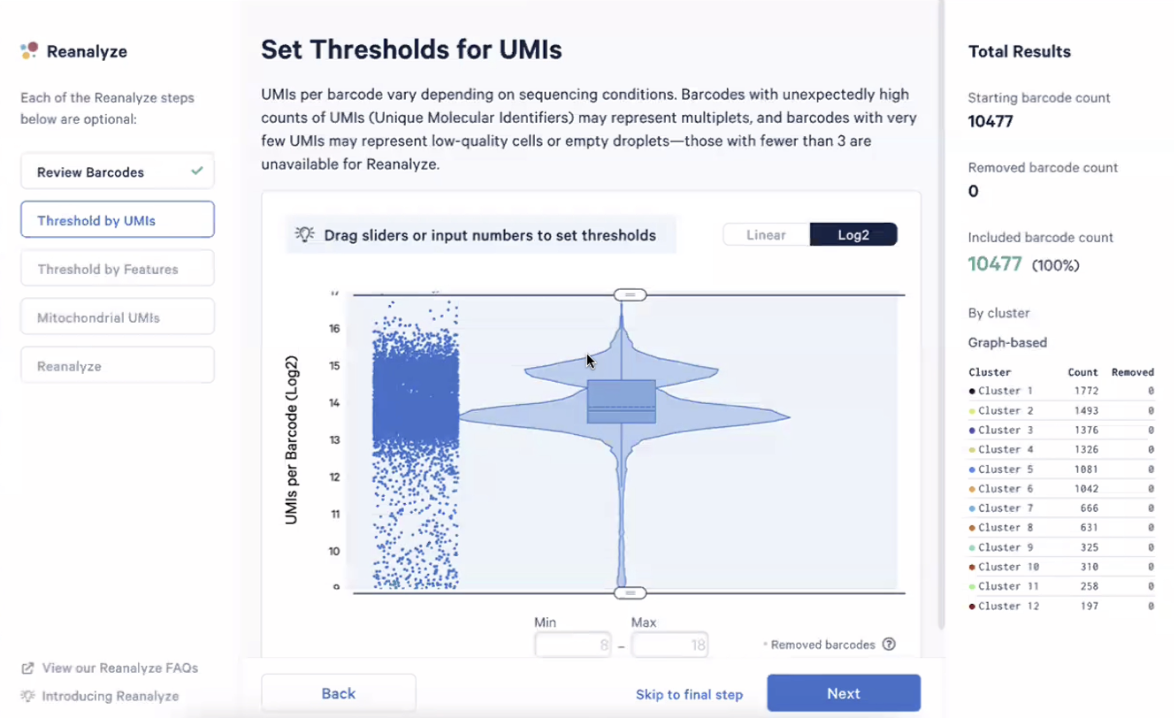 Reanalyze
Each of the Reanalyze steps
below are optional:
Review Barcodes
Threshold by UMIs
Threshold by Features
Mitochondrial UMIs
Reanalyze
View our Reanalyze FAQs
Introducing Reanalyze
Set Thresholds for UMIs
UMIs per barcode vary depending on sequencing conditions. Barcodes with unexpectedly high
counts of UMIs (Unique Molecular Identifiers) may represent multiplets, and barcodes with very
few UMIs may represent low-quality cells or empty droplets—those with fewer than 3 are
unavailable for Reanalyze.
Drag sliders or input numbers to set thresholds
Linear
Log2
UMIs per Barcode (Log2)
17
16
15
14
13
12
11
10
9
Min
Max
8 – 18
Removed barcodes
Back
Skip to final step
Next
Total Results
Starting barcode count
10477
Removed barcode count
0
Included barcode count
10477 (100%)
By cluster
Graph-based
Cluster Count Removed
Cluster 1 1772 0
Cluster 2 1493 0
Cluster 3 1376 0
Cluster 4 1326 0
Cluster 5 1081 0
Cluster 6 1042 0
Cluster 7 666 0
Cluster 8 631 0
Cluster 9 325 0
Cluster 10 310 0
Cluster 11 258 0
Cluster 12 197 0